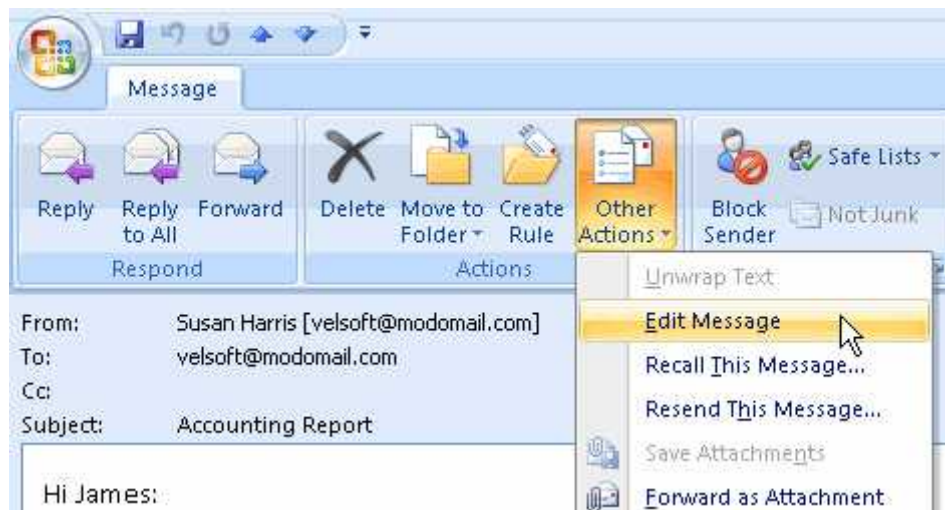 Message
Reply
Reply to All
Forward
Delete
Move to Folder
Create Rule
Other Actions
Block Sender
Safe Lists
Not Junk
Respond
Actions
Unwrap Text
Edit Message
Recall This Message...
Resend This Message...
Save Attachments
Forward as Attachment
From: Susan Harris [velsoft@modomail.com]
To: velsoft@modomail.com
Cc:
Subject: Accounting Report
Hi James: